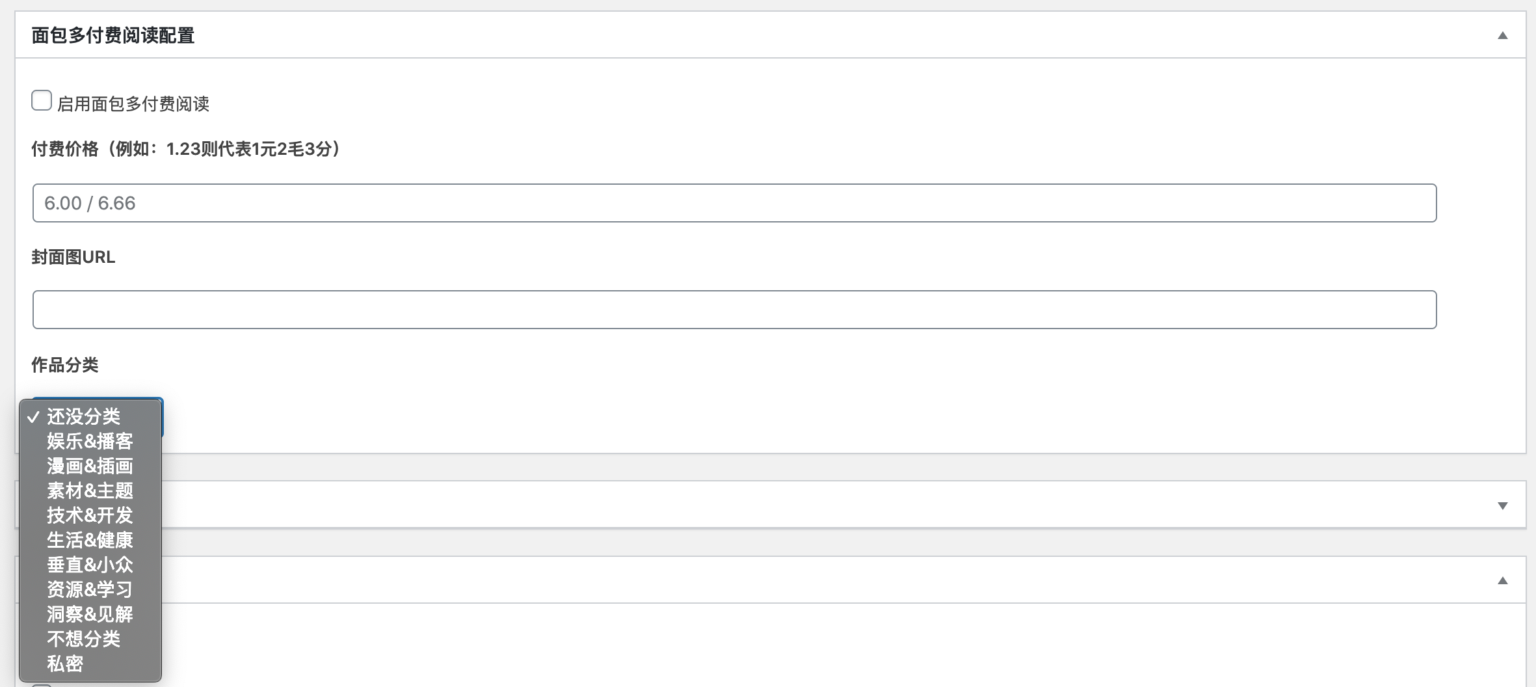 面包多付费阅读配置
启用面包多付费阅读
付费价格（例如：1.23则代表1元2毛3分）
6.00 / 6.66
封面图URL
作品分类
还没分类
娱乐&播客
漫画&插画
素材&主题
技术&开发
生活&健康
垂直&小众
资源&学习
洞察&见解
不想分类
私密